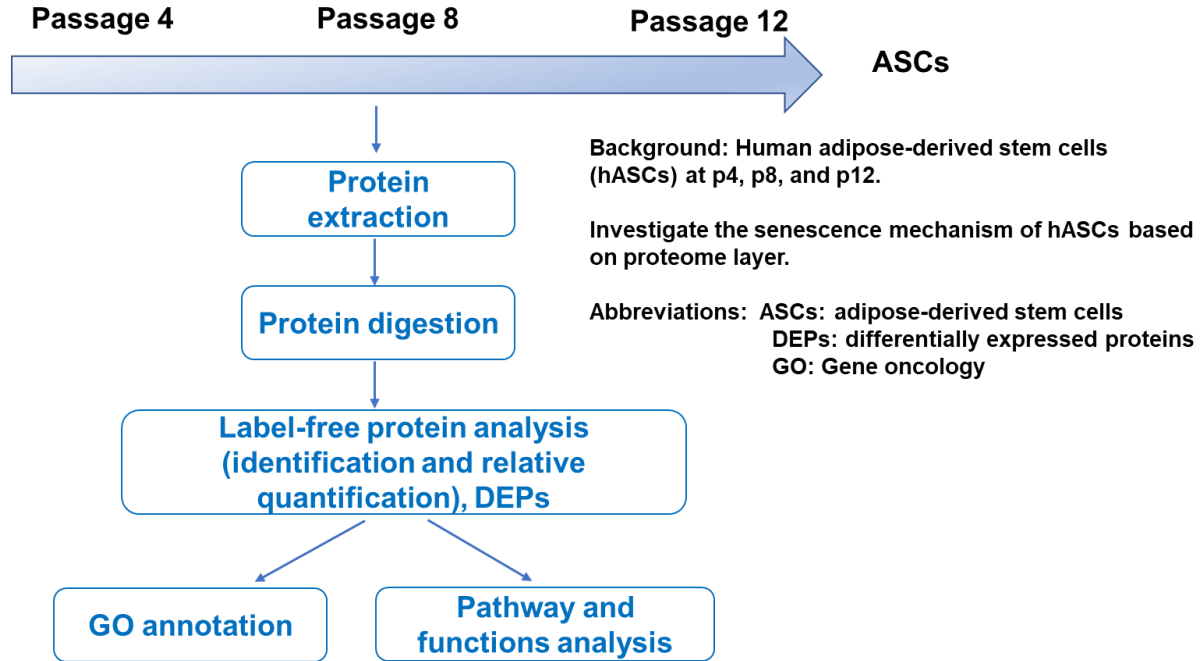 Passage 4
Passage 8
Passage 12
ASCs
Protein
extraction
Protein digestion
Label-free protein analysis
(identification and relative
quantification), DEPs
GO annotation
Pathway and
functions analysis
Background: Human adipose-derived stem cells
(hASCs) at p4, p8, and p12.
Investigate the senescence mechanism of hASCs based
on proteome layer.
Abbreviations: ASCs: adipose-derived stem cells
DEPs: differentially expressed proteins
GO: Gene oncology